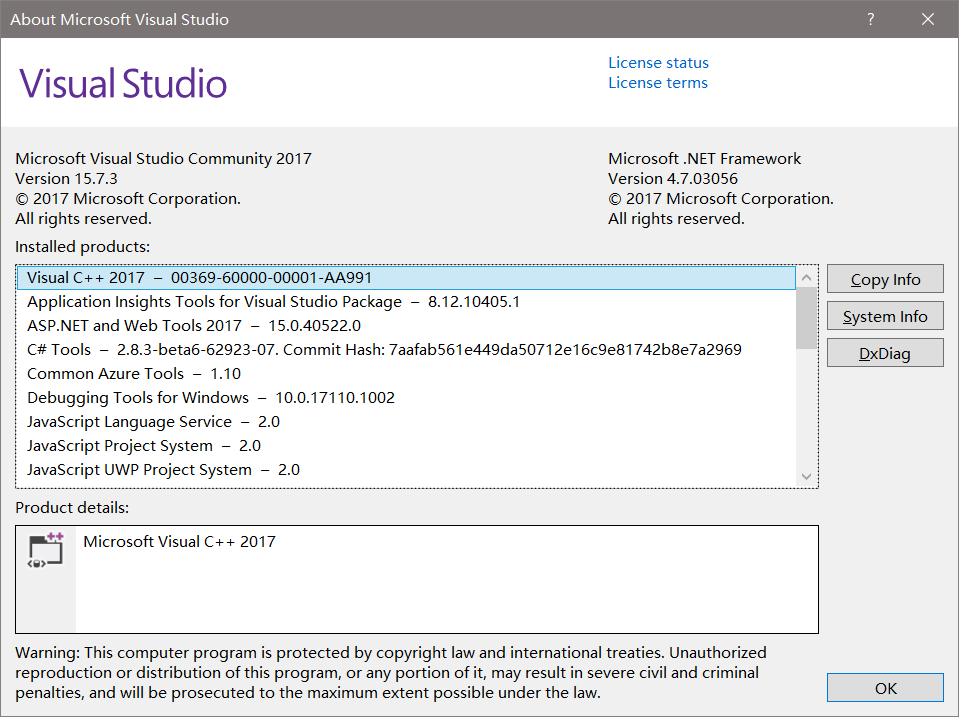 About Microsoft Visual Studio
?
Visual Studio
License status
License terms
Microsoft Visual Studio Community 2017
Version 15.7.3
© 2017 Microsoft Corporation.
All rights reserved.
Microsoft .NET Framework
Version 4.7.03056
© 2017 Microsoft Corporation.
All rights reserved.
Installed products:
Visual C++ 2017 – 00369-60000-00001-AA991
Application Insights Tools for Visual Studio Package – 8.12.10405.1
ASP.NET and Web Tools 2017 – 15.0.40522.0
C# Tools – 2.8.3-beta6-62923-07. Commit Hash: 7aafab561e449da50712e16c9e81742b8e7a2969
Common Azure Tools – 1.10
Debugging Tools for Windows – 10.0.17110.1002
JavaScript Language Service – 2.0
JavaScript Project System – 2.0
JavaScript UWP Project System – 2.0
Copy Info
System Info
DxDiag
Product details:
Microsoft Visual C++ 2017
Warning: This computer program is protected by copyright law and international treaties. Unauthorized
reproduction or distribution of this program, or any portion of it, may result in severe civil and criminal
penalties, and will be prosecuted to the maximum extent possible under the law.
OK